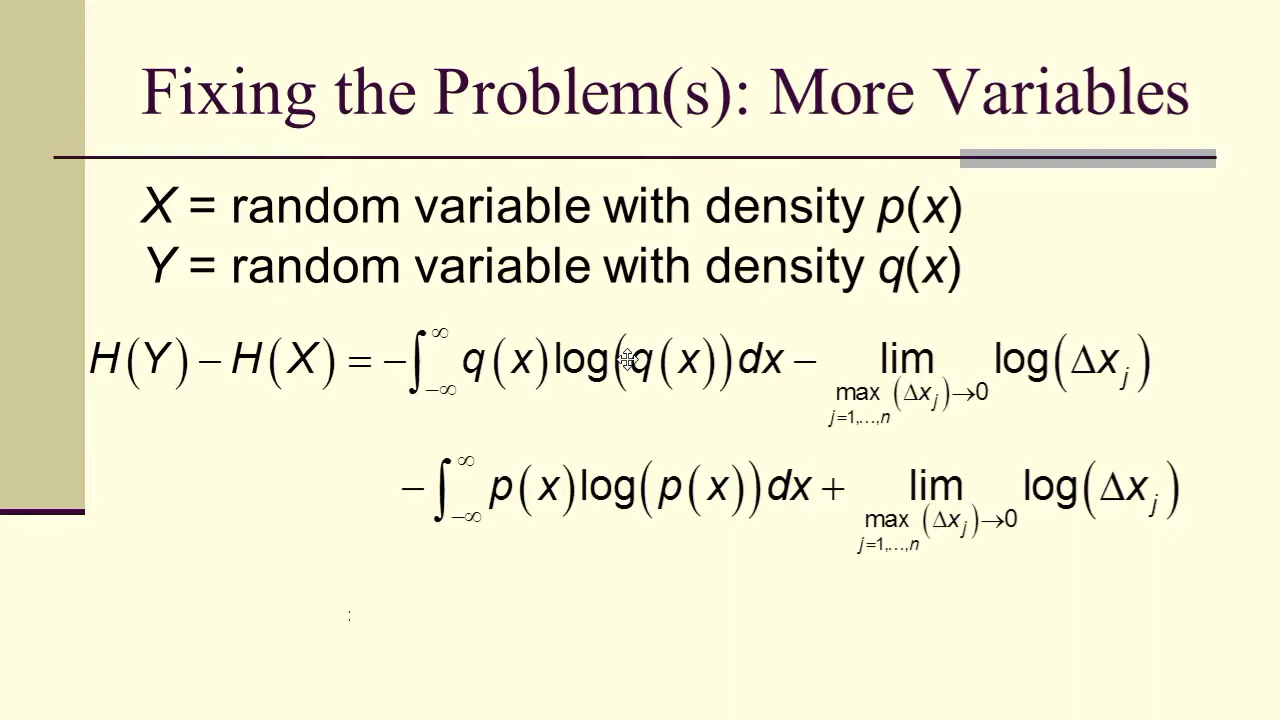 Fixing the Problem(s): More Variables
X = random variable with density p(x)
Y = random variable with density q(x)
H(Y) − H(X) = −∫_{−∞}^{∞} q(x)log(q(x))dx − lim_{max_{j=1,…,n}(Δx_j)→0} log(Δx_j)
−∫_{−∞}^{∞} p(x)log(p(x))dx + lim_{max_{j=1,…,n}(Δx_j)→0} log(Δx_j)
: